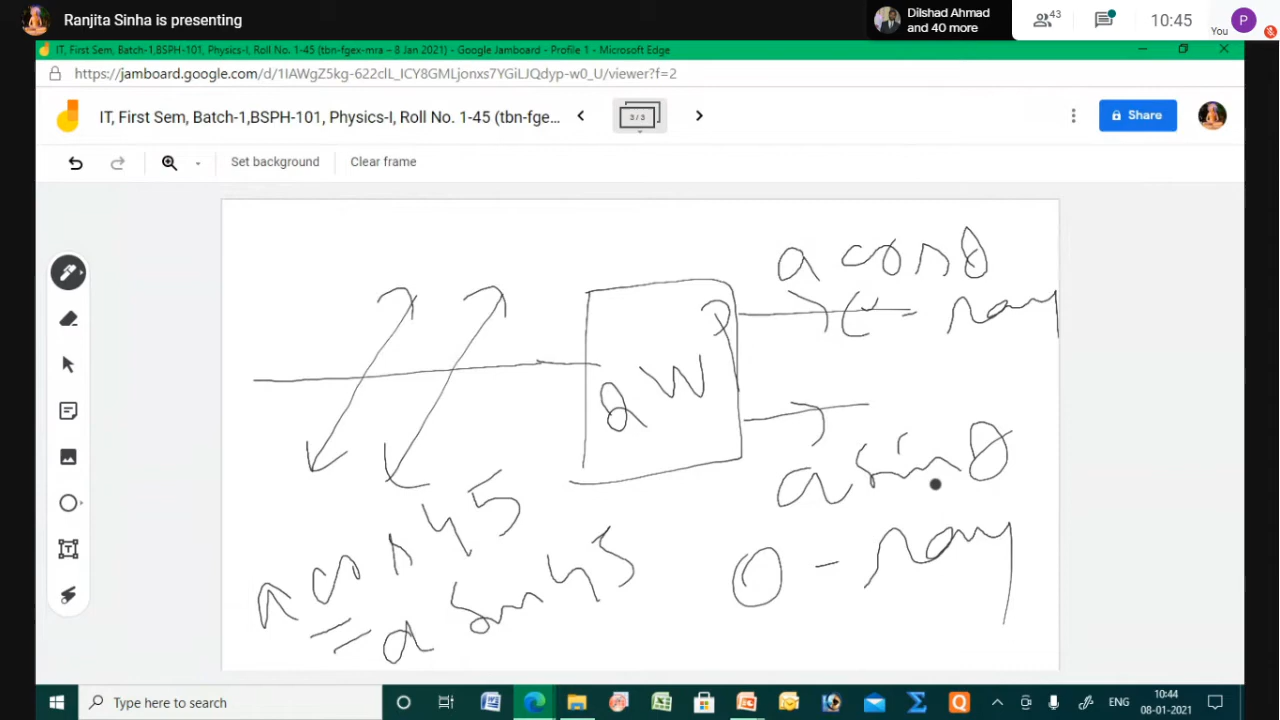 Ranjita Sinha is presenting
Dilshad Ahmad
and 40 more
43
10:45
You
P
IT, First Sem, Batch-1,BSPH-101, Physics-I, Roll No. 1-45 (tbn-fgex-mra – 8 Jan 2021) - Google Jamboard - Profile 1 - Microsoft Edge
https://jamboard.google.com/d/1IAWgZ5kg-622clL_ICY8GMLjonxs7YGiLJQdyp-w0_U/viewer?f=2
IT, First Sem, Batch-1,BSPH-101, Physics-I, Roll No. 1-45 (tbn-fge...
3 / 3
Share
Set background
Clear frame
a cosθ
- ray
QW
a sinθ
O - ray
a cos 45
= a sin 45
Type here to search
ENG
10:44
08-01-2021